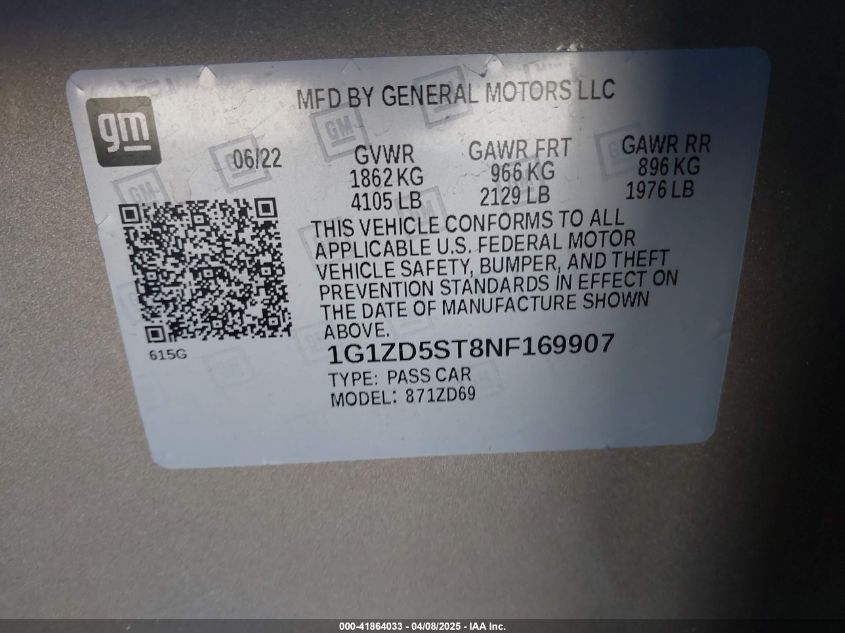 MFD BY GENERAL MOTORS LLC
gm
06/22 GVWR GAWR FRT GAWR RR
1862 KG 966 KG 896 KG
4105 LB 2129 LB 1976 LB
THIS VEHICLE CONFORMS TO ALL
APPLICABLE U.S. FEDERAL MOTOR
VEHICLE SAFETY, BUMPER, AND THEFT
PREVENTION STANDARDS IN EFFECT ON
THE DATE OF MANUFACTURE SHOWN
ABOVE.
615G
1G1ZD5ST8NF169907
TYPE: PASS CAR
MODEL: 871ZD69
000-41864033 - 04/08/2025 - IAA Inc.